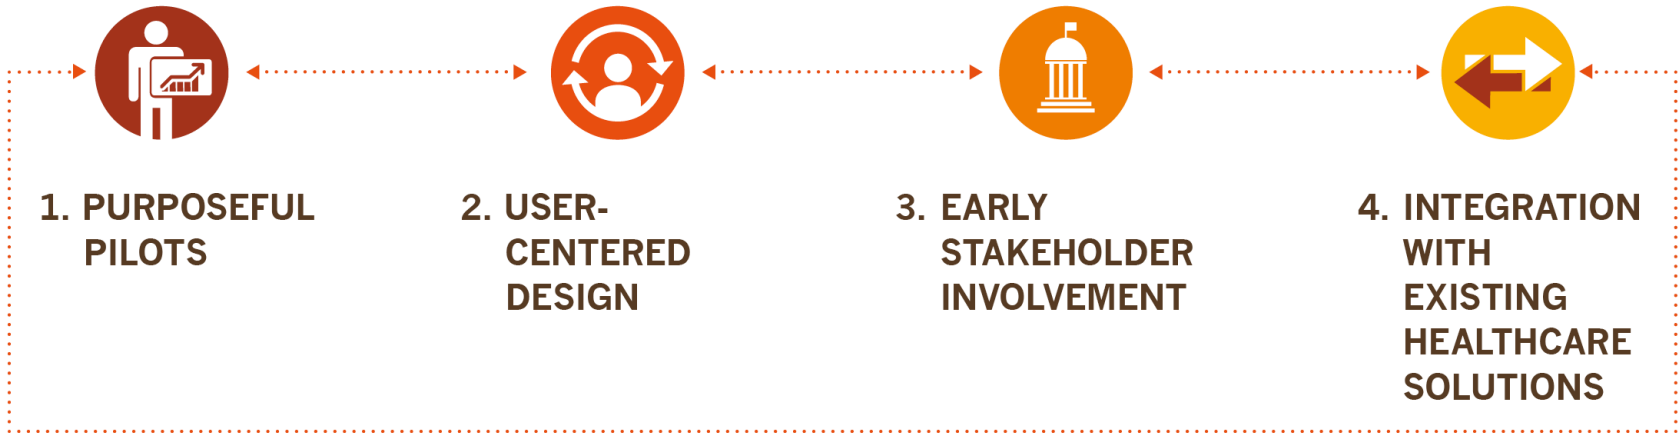 1. PURPOSEFUL
PILOTS
2. USER-
CENTERED
DESIGN
3. EARLY
STAKEHOLDER
INVOLVEMENT
4. INTEGRATION
WITH
EXISTING
HEALTHCARE
SOLUTIONS